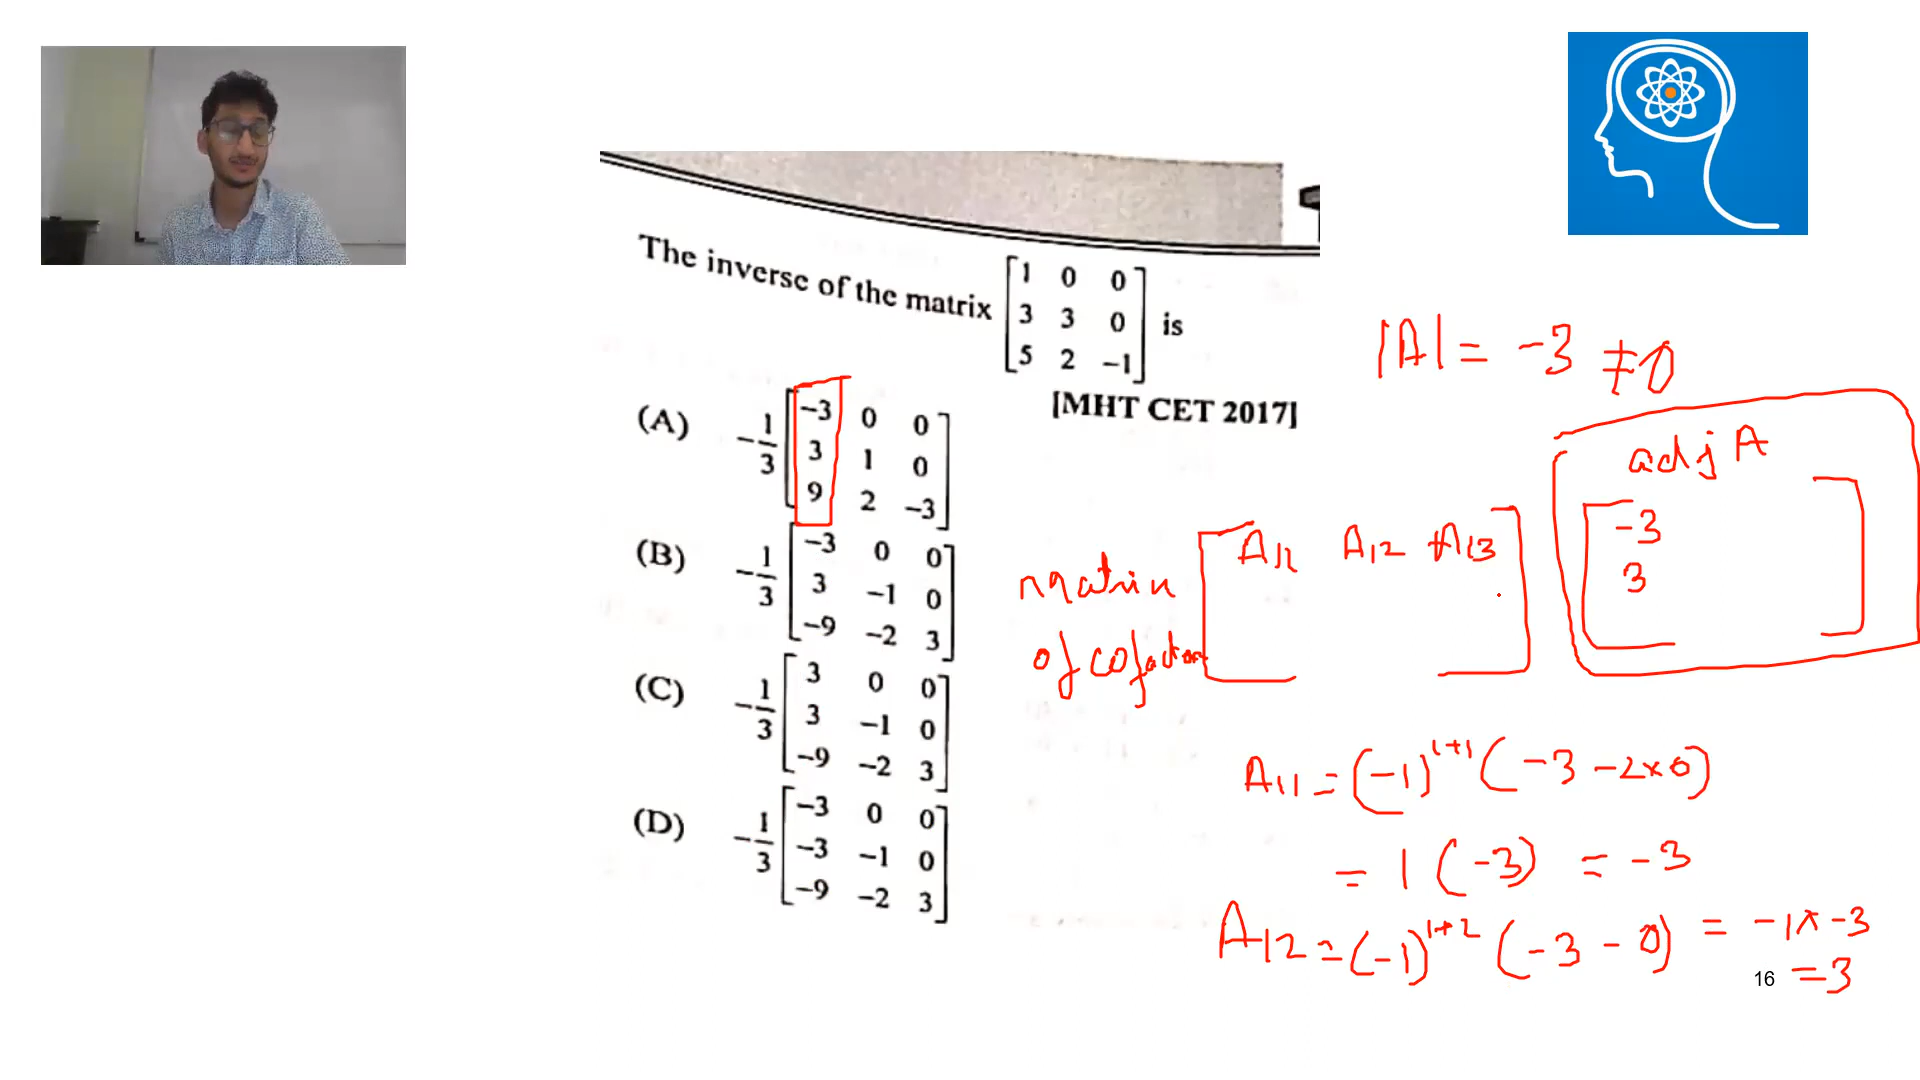 The inverse of the matrix [1 0 0
3 3 0
5 2 −1] is
[MHT CET 2017]
(A) −1/3 [−3 0 0
3 1 0
9 2 −3]
(B) −1/3 [−3 0 0
3 −1 0
−9 −2 3]
(C) −1/3 [3 0 0
3 −1 0
−9 −2 3]
(D) −1/3 [−3 0 0
−3 −1 0
−9 −2 3]
|A| = −3 ≠ 0
adj A
[−3
3]
matrix
of cofactor
[A11 A12 A13]
A11 = (−1)^1+1 (−3 − 2×0)
= 1 (−3) = −3
A12 = (−1)^1+2 (−3 − 0) = −1 × −3
= 3
16